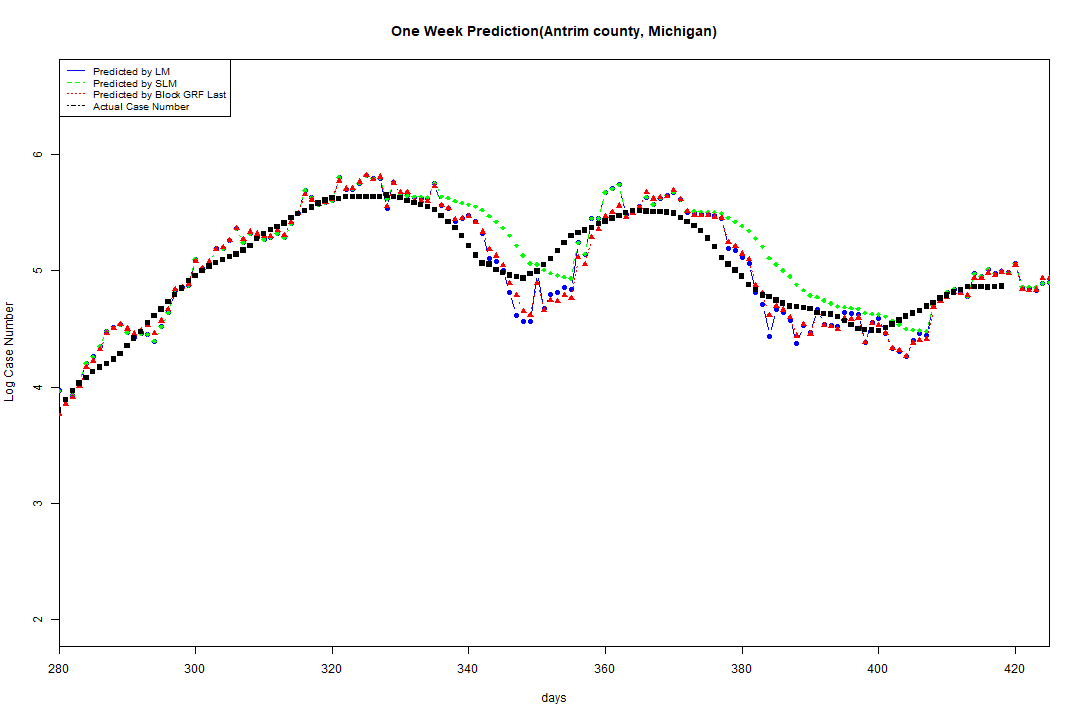 One Week Prediction(Antrim county, Michigan)
Predicted by LM
Predicted by SLM
Predicted by Block GRF Last
Actual Case Number
Log Case Number
6
5
4
3
2
280 300 320 340 360 380 400 420
days